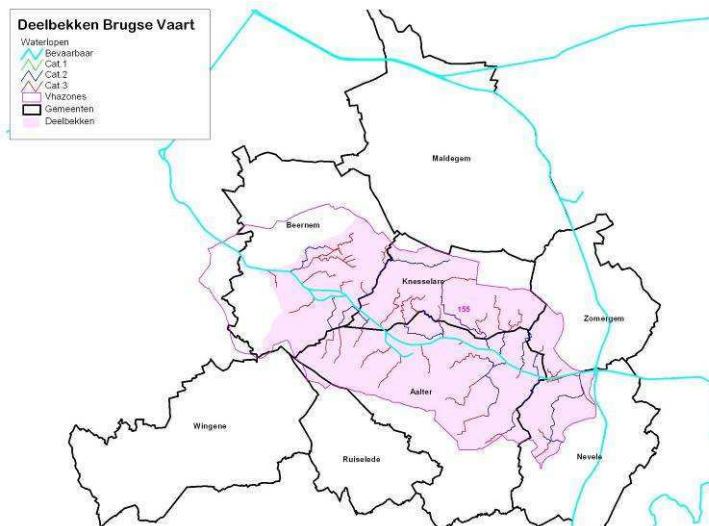 Deelbekken Brugse Vaart
Waterlopen
Bevaarbaar
Cat.1
Cat.2
Cat.3
Vhazones
Gemeenten
Deelbekken
Maldegem
Beernem
Knesselare
155
Zomergem
Aalter
Wingene
Ruiselede
Nevele